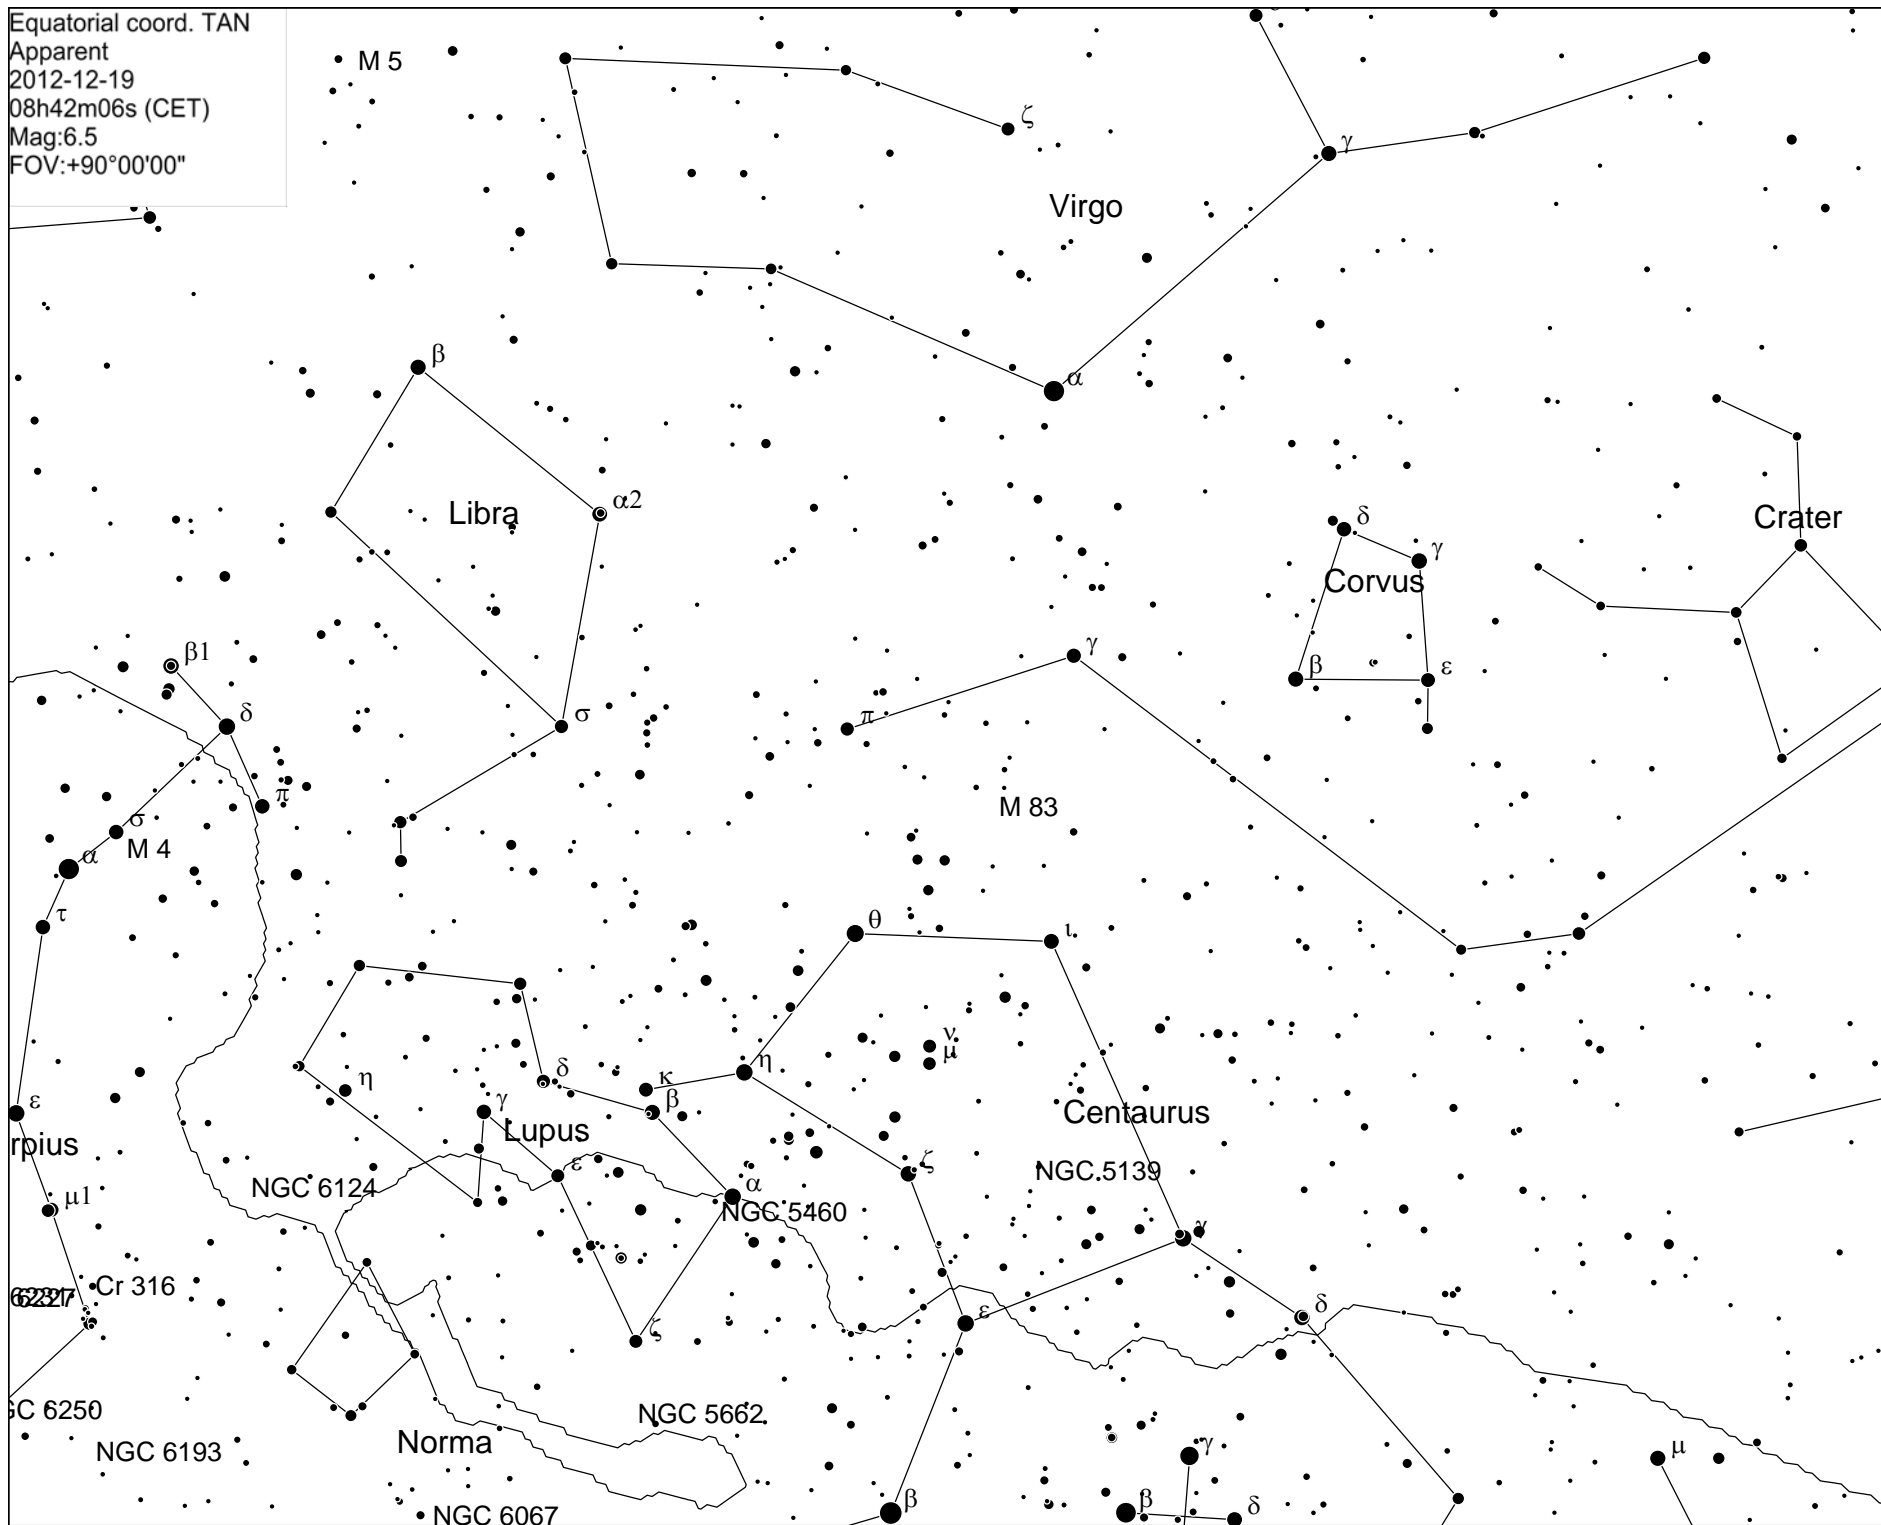 Equatorial coord. TAN
Apparent
2012-12-19
08h42m06s (CET)
Mag:6.5
FOV:+90°00'00"
M 5
ζ
γ
Virgo
β
α
α2
Libra
δ
γ
Crater
Corvus
β1
γ
β
ε
δ
σ
π
π
M 83
σ
M 4
α
τ
θ
ι
ν
μ
η
δ
κ
η
β
γ
ε
Lupus
Centaurus
rpius
ε
ζ
NGC 5139
NGC 6124
α
μ1
NGC 5460
γ
Cr 316
6227
ζ
ε
δ
GC 6250
NGC 5662
NGC 6193
Norma
γ
μ
β
β
δ
NGC 6067